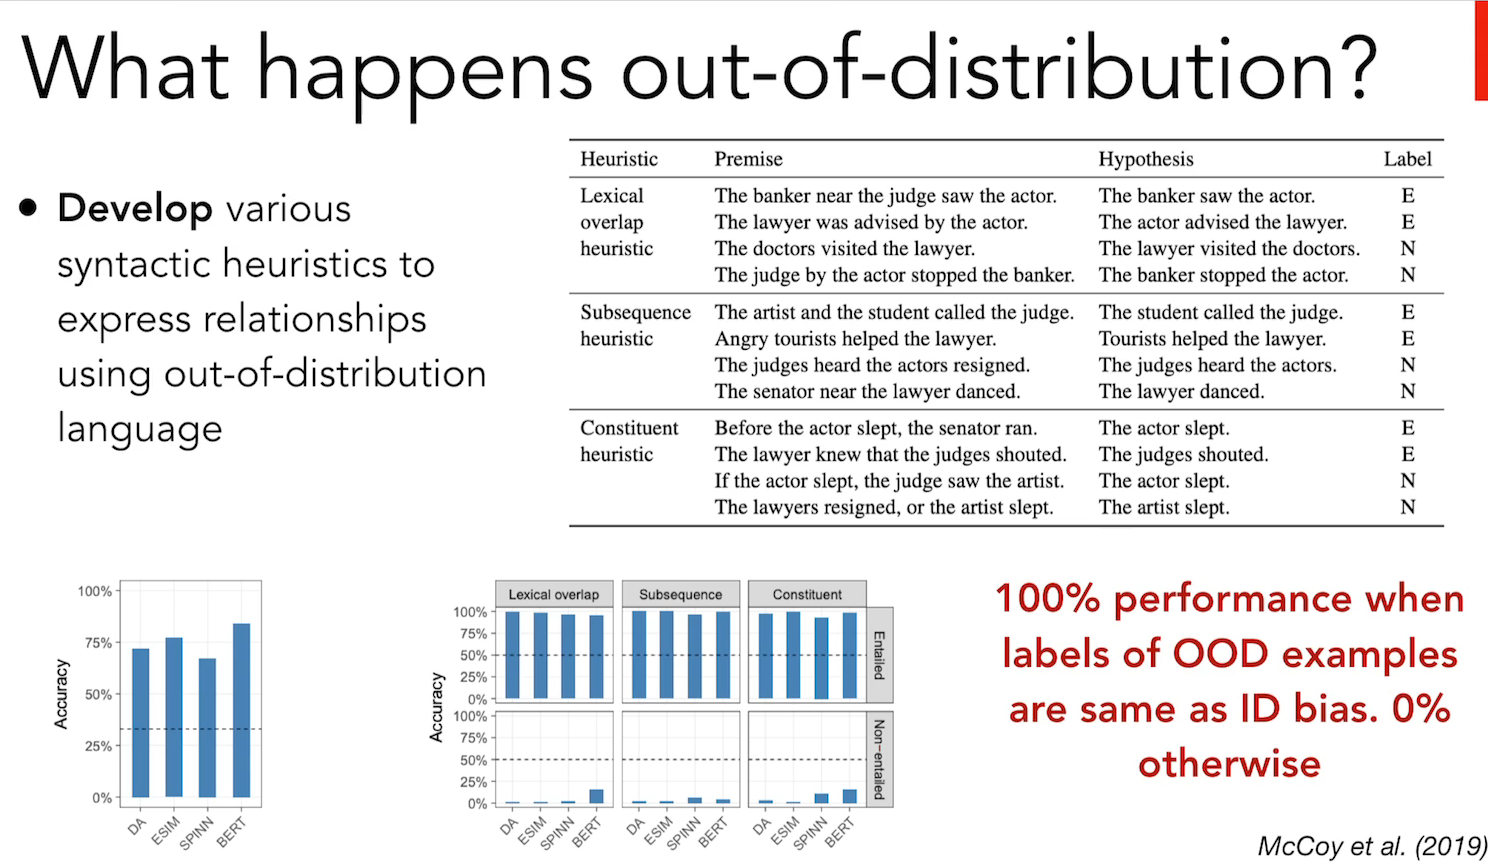 What happens out-of-distribution?
• Develop various
syntactic heuristics to
express relationships
using out-of-distribution
language
Heuristic Premise Hypothesis Label
Lexical The banker near the judge saw the actor. The banker saw the actor. E
overlap The lawyer was advised by the actor. The actor advised the lawyer. E
heuristic The doctors visited the lawyer. The lawyer visited the doctors. N
The judge by the actor stopped the banker. The banker stopped the actor. N
Subsequence The artist and the student called the judge. The student called the judge. E
heuristic Angry tourists helped the lawyer. Tourists helped the lawyer. E
The judges heard the actors resigned. The judges heard the actors. N
The senator near the lawyer danced. The lawyer danced. N
Constituent Before the actor slept, the senator ran. The actor slept. E
heuristic The lawyer knew that the judges shouted. The judges shouted. E
If the actor slept, the judge saw the artist. The actor slept. N
The lawyers resigned, or the artist slept. The artist slept. N
Accuracy
100%
75%
50%
25%
0%
DA ESIM SPINN BERT
Accuracy
Lexical overlap Subsequence Constituent
100%
75%
50%
25%
0%
Entailed
100%
75%
50%
25%
0%
Non-entailed
DA ESIM SPINN BERT DA ESIM SPINN BERT DA ESIM SPINN BERT
100% performance when
labels of OOD examples
are same as ID bias. 0%
otherwise
McCoy et al. (2019)